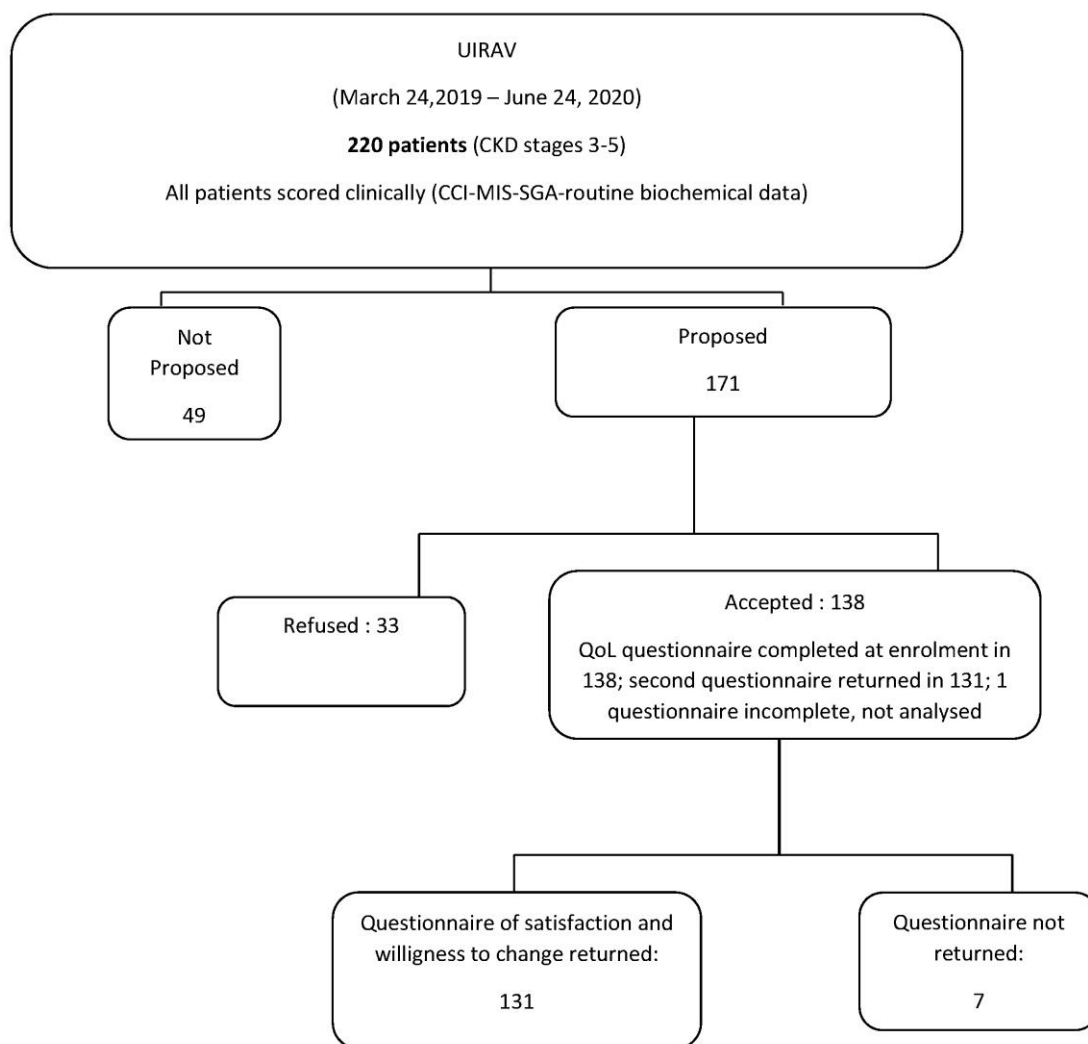 UIRAV
(March 24,2019 – June 24, 2020)
220 patients (CKD stages 3-5)
All patients scored clinically (CCI-MIS-SGA-routine biochemical data)
Not
Proposed
49
Proposed
171
Refused : 33
Accepted : 138
QoL questionnaire completed at enrolment in
138; second questionnaire returned in 131; 1
questionnaire incomplete, not analysed
Questionnaire of satisfaction and
willigness to change returned:
131
Questionnaire not
returned:
7